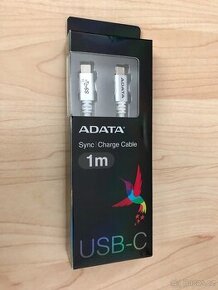 ADATA
Sync | Charge Cable
1m
USB-C